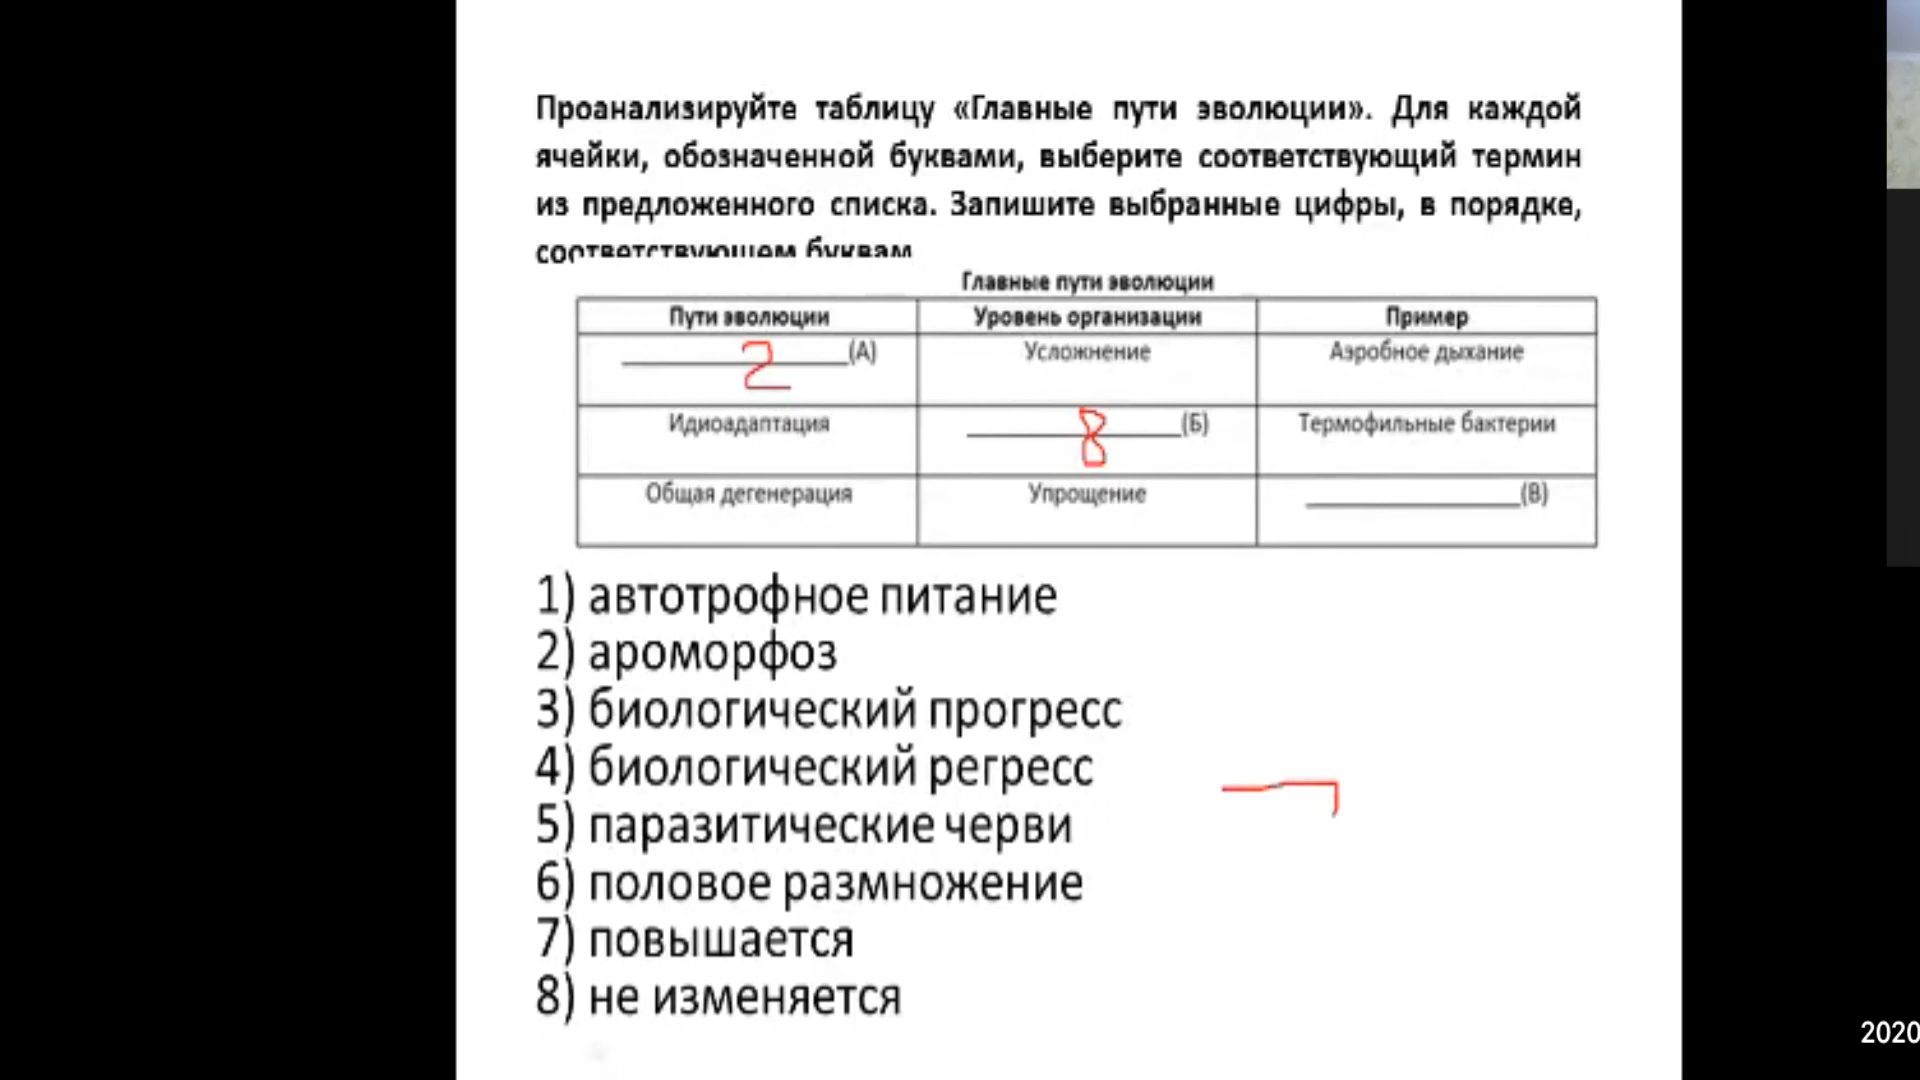 Проанализируйте таблицу «Главные пути эволюции». Для каждой
ячейки, обозначенной буквами, выберите соответствующий термин
из предложенного списка. Запишите выбранные цифры, в порядке,
соответствующем буквам
Главные пути эволюции
Пути эволюции Уровень организации Пример
2 (А) Усложнение Аэробное дыхание
Идиоадаптация 8 (Б) Термофильные бактерии
Общая дегенерация Упрощение (В)
1) автотрофное питание
2) ароморфоз
3) биологический прогресс
4) биологический регресс
5) паразитические черви
6) половое размножение
7) повышается
8) не изменяется
2020